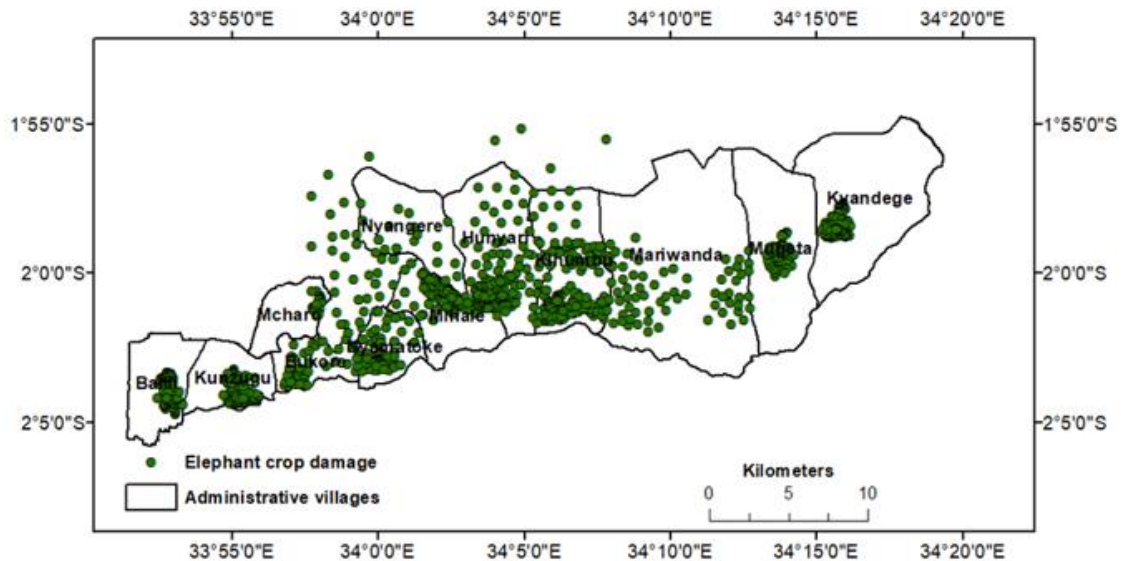 33°55'0"E 34°0'0"E 34°5'0"E 34°10'0"E 34°15'0"E 34°20'0"E
1°55'0"S 1°55'0"S
Kyandege
Nyangere
Hunyari
Mariwanda
2°0'0"S 2°0'0"S
Mcharo
Mihale
Nyamatoke
Kunzugu
2°5'0"S 2°5'0"S
Elephant crop damage
Kilometers
0 5 10
Administrative villages
33°55'0"E 34°0'0"E 34°5'0"E 34°10'0"E 34°15'0"E 34°20'0"E